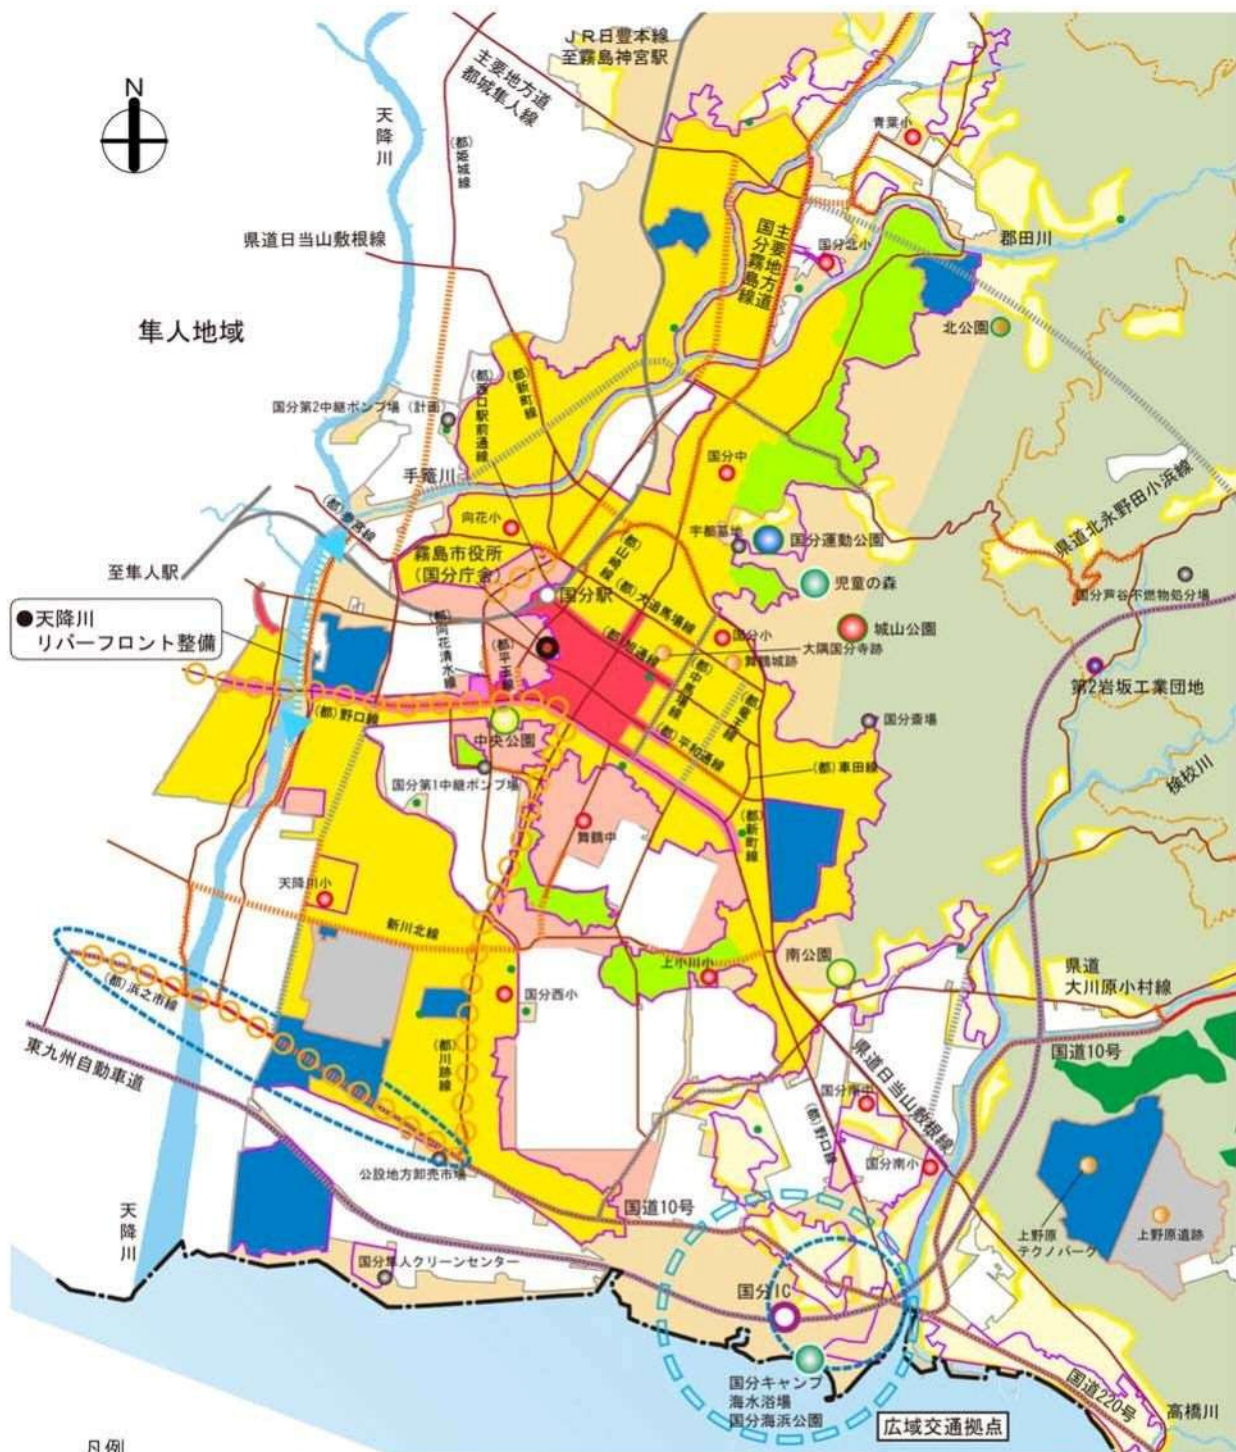 JR日豊本線
至霧島神宮駅
主要地方道
都城隼人線
N
天降川
(都)姫城線
青葉小
県道日当山敷根線
主要地方道
国分霧島線
国分北小
郡田川
隼人地域
北公園
(都)新町線
(都)西口駅前通線
国分第2中継ポンプ場(計画)
国分中
手篭川
県道北永野田小浜線
向花小
宇都墓地
国分運動公園
霧島市役所
(国分庁舎)
(都)山崎線
至隼人駅
国分駅
(都)大道馬場線
児童の森
国分芦谷不燃物処分場
●天降川
リバーフロント整備
(都)向花清水線
(都)平王線
(都)旭通線
国分小
城山公園
大隅国分寺跡
舞鶴城跡
(都)中馬場線
(都)竜王線
第2岩坂工業団地
国分斎場
(都)野口線
中央公園
(都)平和通線
(都)車田線
検校川
国分第1中継ポンプ場
舞鶴中
(都)新町線
天降川小
新川北線
上小川小
南公園
県道
大川原小村線
国分西小
(都)浜之市線
東九州自動車道
(都)川跡線
国道10号
県道日当山敷根線
国分南中
(都)野口線
国分南小
公設地方卸売市場
国道10号
天降川
上野原
テクノパーク
上野原遺跡
国分隼人クリーンセンター
国分IC
国分キャンプ
海水浴場
国分海浜公園
国道220号
高橋川
広域交通拠点
凡例